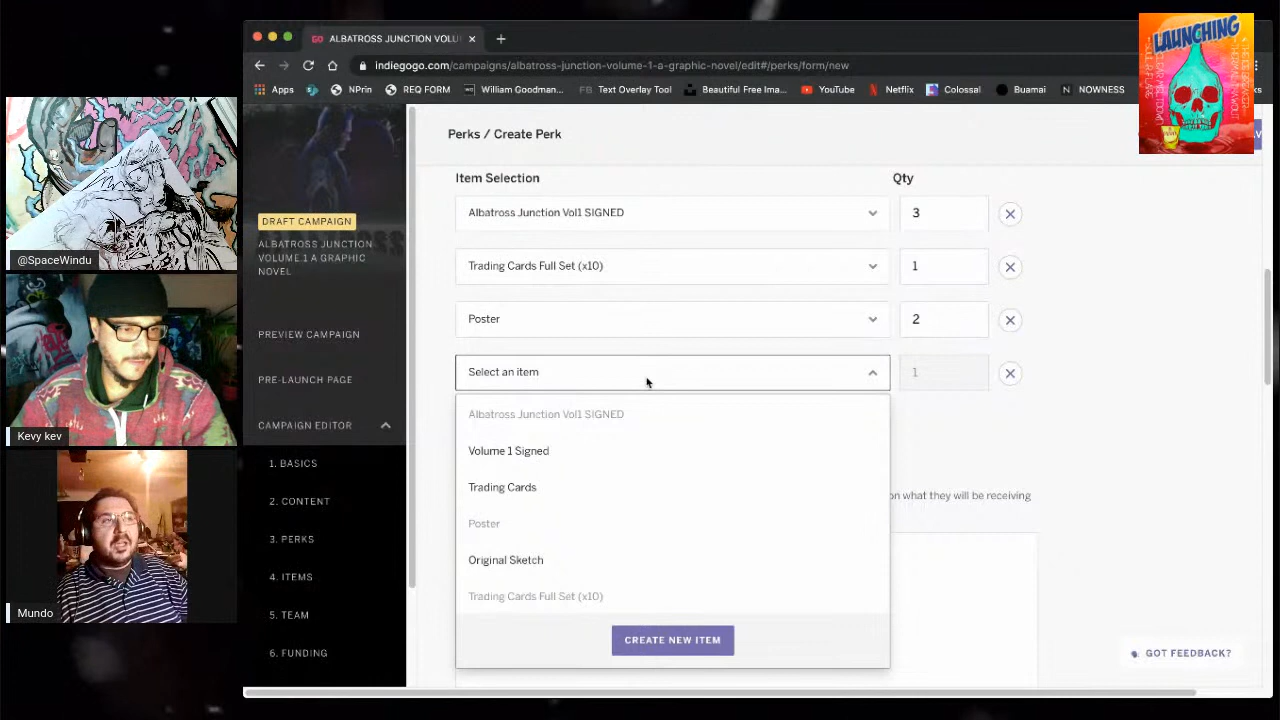 ALBATROSS JUNCTION VOLU
indiegogo.com/campaigns/albatross-junction-volume-1-a-graphic-novel/edit#/perks/form/new
Apps
NPrin
REQ FORM
William Goodman...
Text Overlay Tool
Beautiful Free Ima...
YouTube
Netflix
Colossal
Buamai
NOWNESS
LAUNCHING
Perks / Create Perk
Item Selection
Qty
Albatross Junction Vol1 SIGNED
3
Trading Cards Full Set (x10)
1
Poster
2
Select an item
1
Albatross Junction Vol1 SIGNED
Volume 1 Signed
Trading Cards
Poster
Original Sketch
Trading Cards Full Set (x10)
CREATE NEW ITEM
on what they will be receiving
GOT FEEDBACK?
DRAFT CAMPAIGN
ALBATROSS JUNCTION
VOLUME 1 A GRAPHIC
NOVEL
PREVIEW CAMPAIGN
PRE-LAUNCH PAGE
CAMPAIGN EDITOR
1. BASICS
2. CONTENT
3. PERKS
4. ITEMS
5. TEAM
6. FUNDING
@SpaceWindu
Kevy kev
Mundo